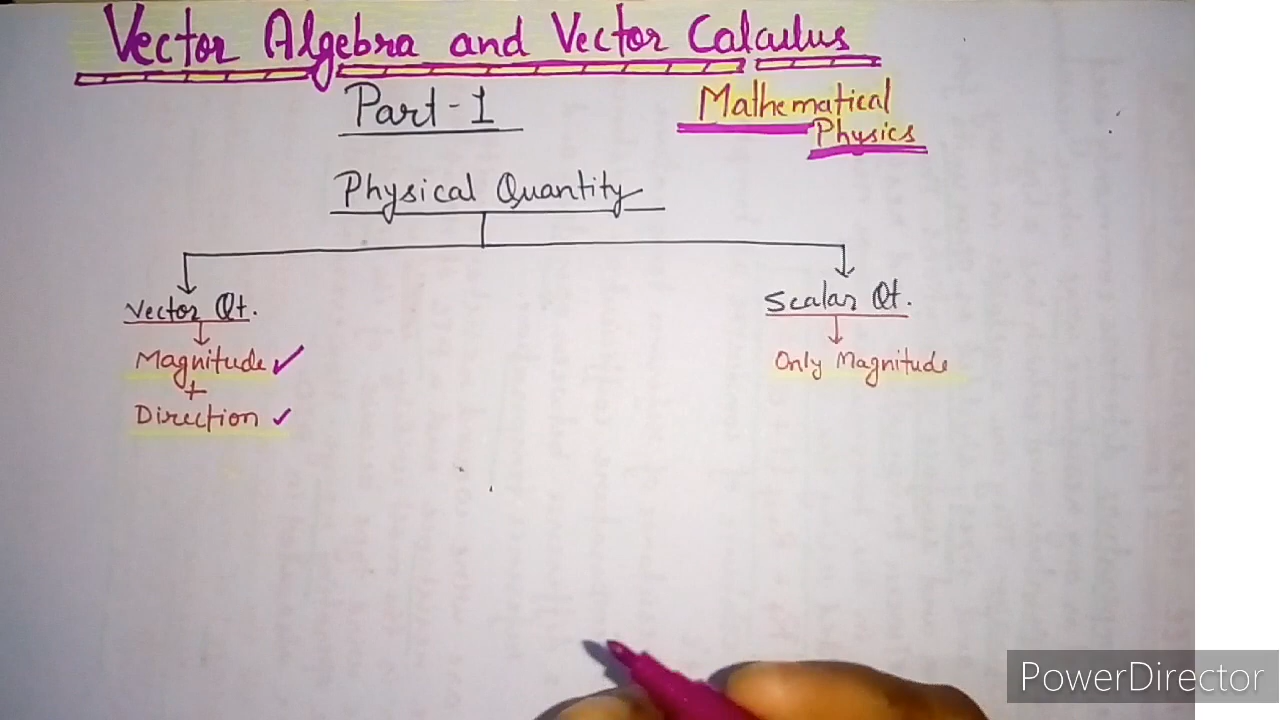 Vector Algebra and Vector Calculus
Part-1
Mathematical
Physics
Physical Quantity
Vector Qt.
Scalar Qt.
Magnitude ✓
Only Magnitude
+
Direction ✓
PowerDirector